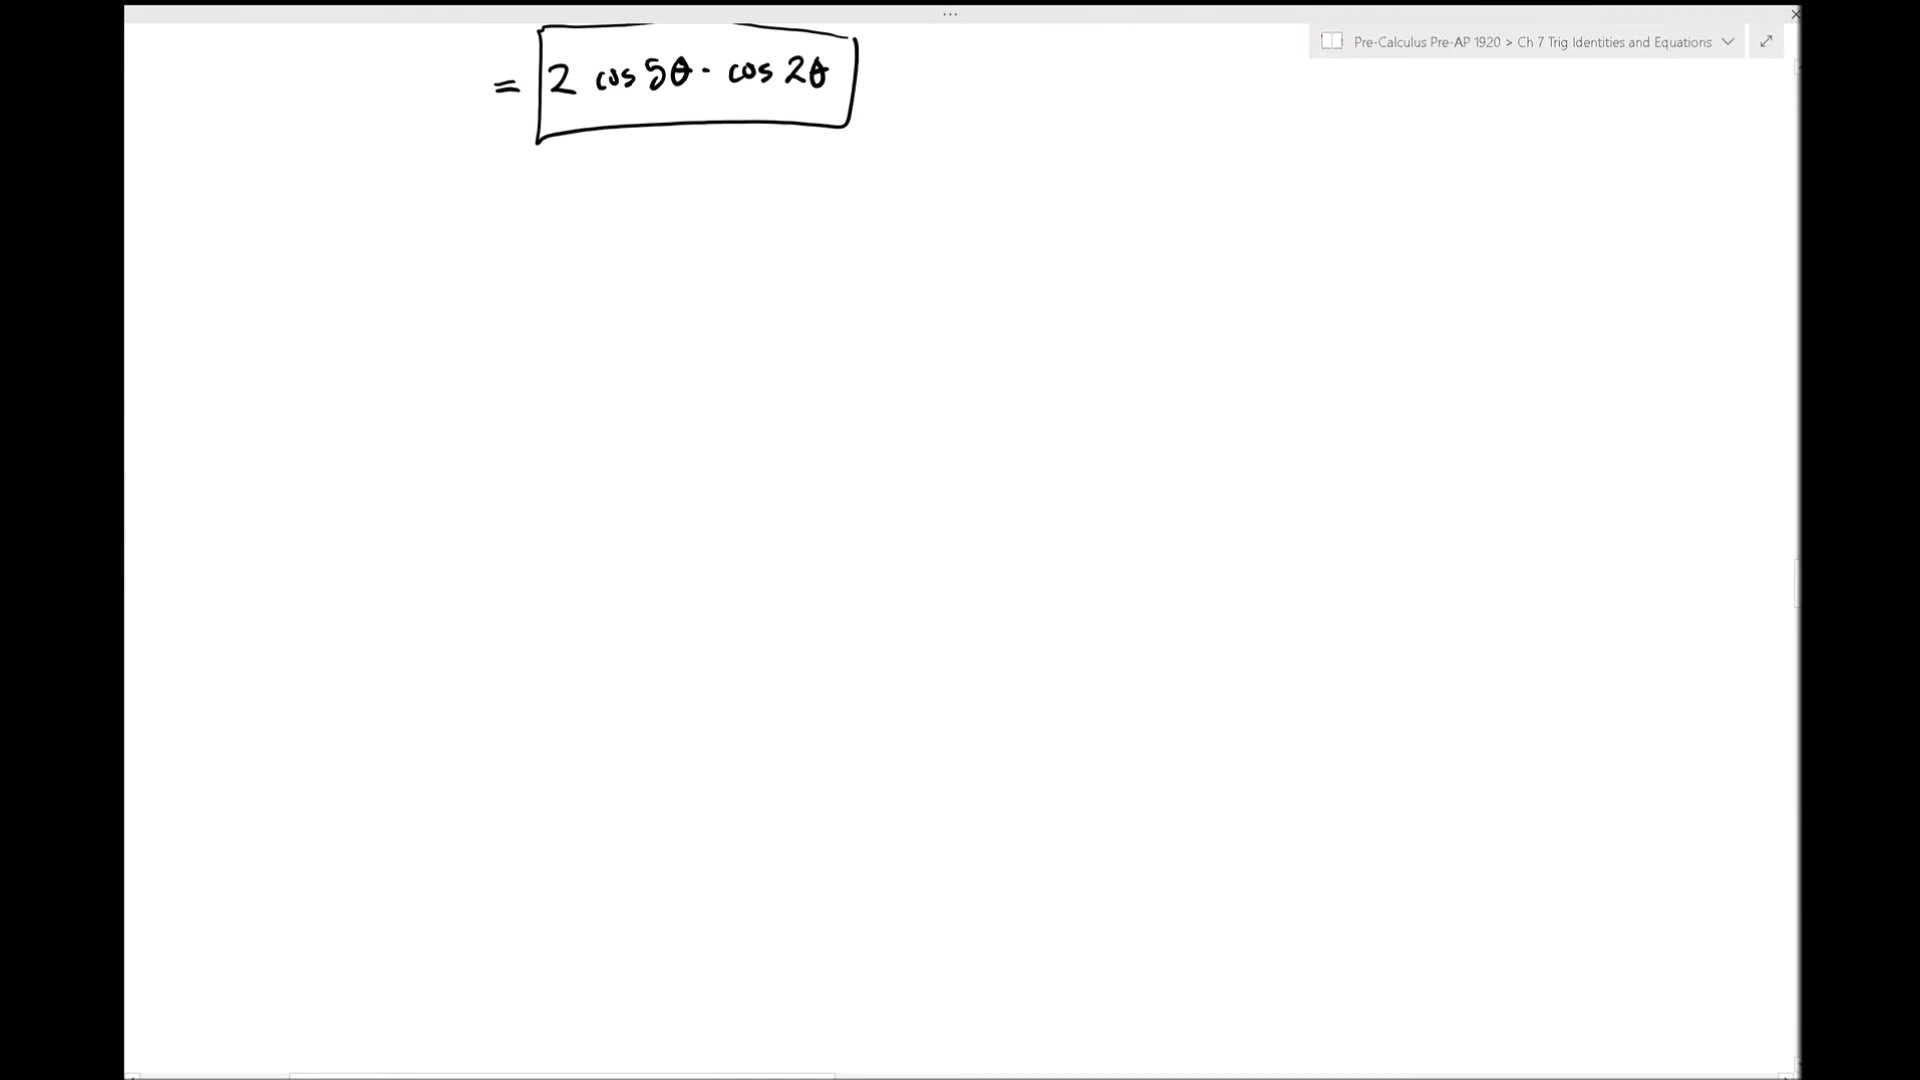 Pre-Calculus Pre-AP 1920 > Ch 7 Trig Identities and Equations
= 2 cos 5θ · cos 2θ